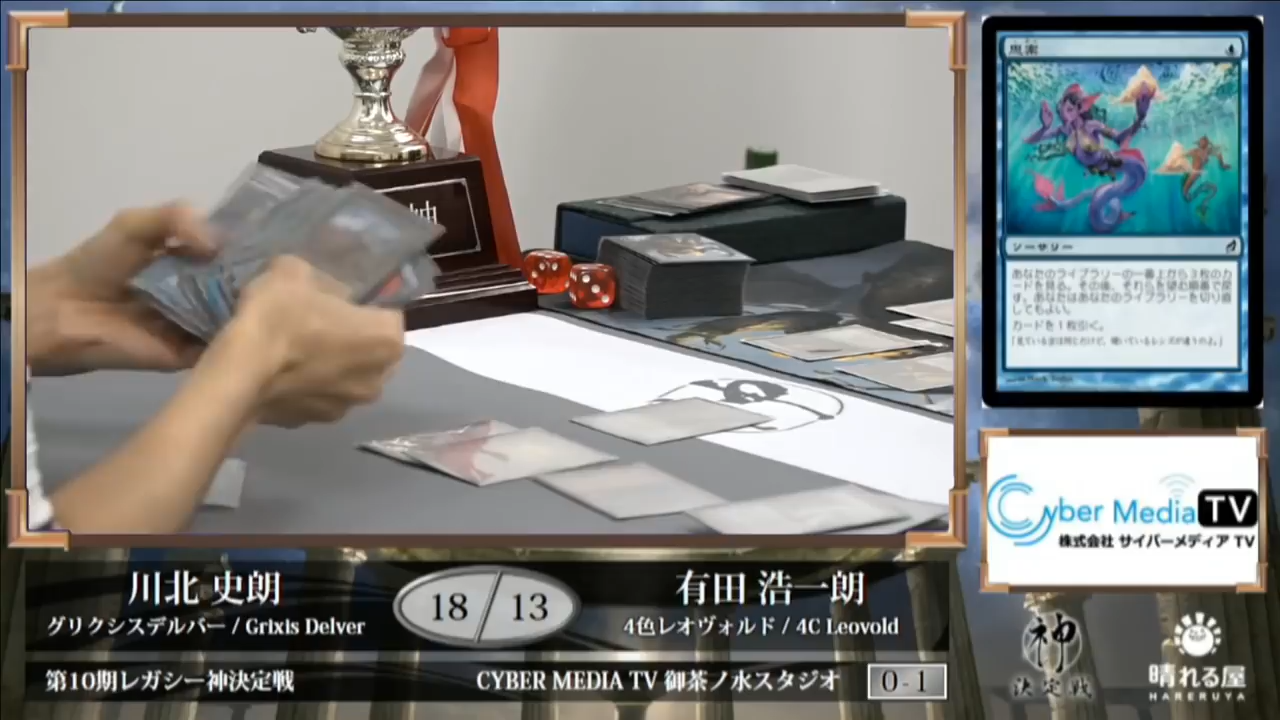 神
思案
ソーサリー
あなたのライブラリーの一番上から3枚のカ
ードを見る。その後、それらを望む順番で戻
す。あなたはあなたのライブラリーを切り直
してもよい。
カードを1枚引く。
Cyber Media TV
株式会社 サイバーメディア TV
川北 史朗
グリクシスデルバー / Grixis Delver
18 / 13
有田 浩一朗
4色レオヴォルド / 4C Leovold
第10期レガシー神決定戦
CYBER MEDIA TV 御茶ノ水スタジオ
0 - 1
神
決定戦
晴れる屋
HARERUYA